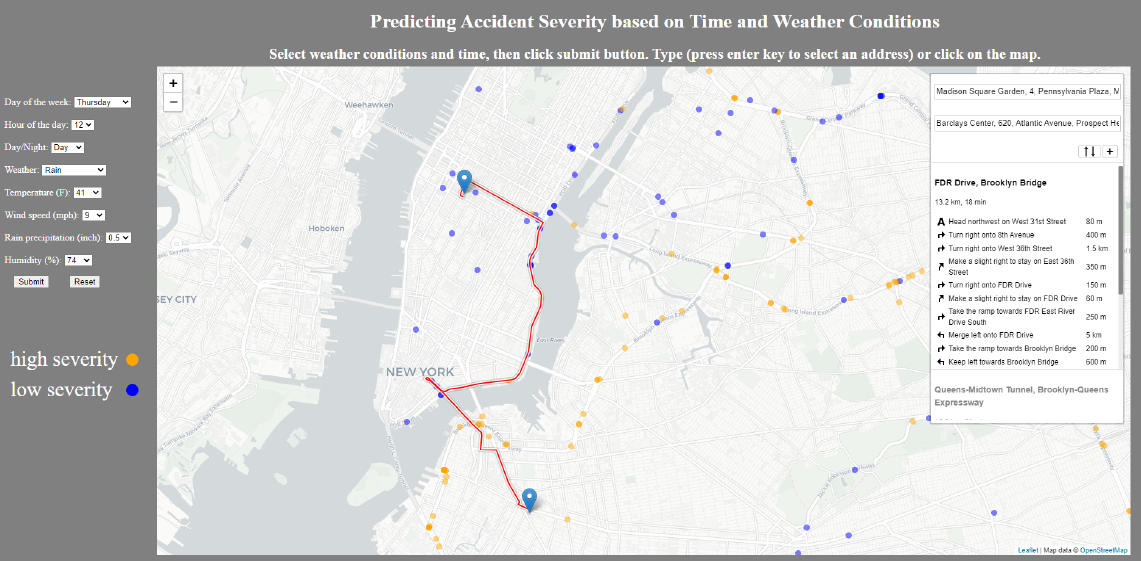 Predicting Accident Severity based on Time and Weather Conditions
Select weather conditions and time, then click submit button. Type (press enter key to select an address) or click on the map.
Day of the week: Thursday
Hour of the day: 12
Day/Night: Day
Weather: Rain
Temperature (F): 41
Wind speed (mph): 9
Rain precipitation (inch): 0.5
Humidity (%): 74
Submit Reset
high severity
low severity
+
−
Weehawken
Hoboken
SEY CITY
NEW YORK
East River
Long Island Expressway
Madison Square Garden, 4, Pennsylvania Plaza, M
Barclays Center, 620, Atlantic Avenue, Prospect He
+
FDR Drive, Brooklyn Bridge
13.2 km, 18 min
Head northwest on West 31st Street 80 m
Turn right onto 8th Avenue 400 m
Turn right onto West 36th Street 1.5 km
Make a slight right to stay on East 36th
Street 350 m
Turn right onto FDR Drive 150 m
Make a slight right to stay on FDR Drive 60 m
Take the ramp towards FDR East River
Drive South 250 m
Merge left onto FDR Drive 5 km
Take the ramp towards Brooklyn Bridge 200 m
Keep left towards Brooklyn Bridge 600 m
Queens-Midtown Tunnel, Brooklyn-Queens
Expressway
Leaflet | Map data © OpenStreetMap